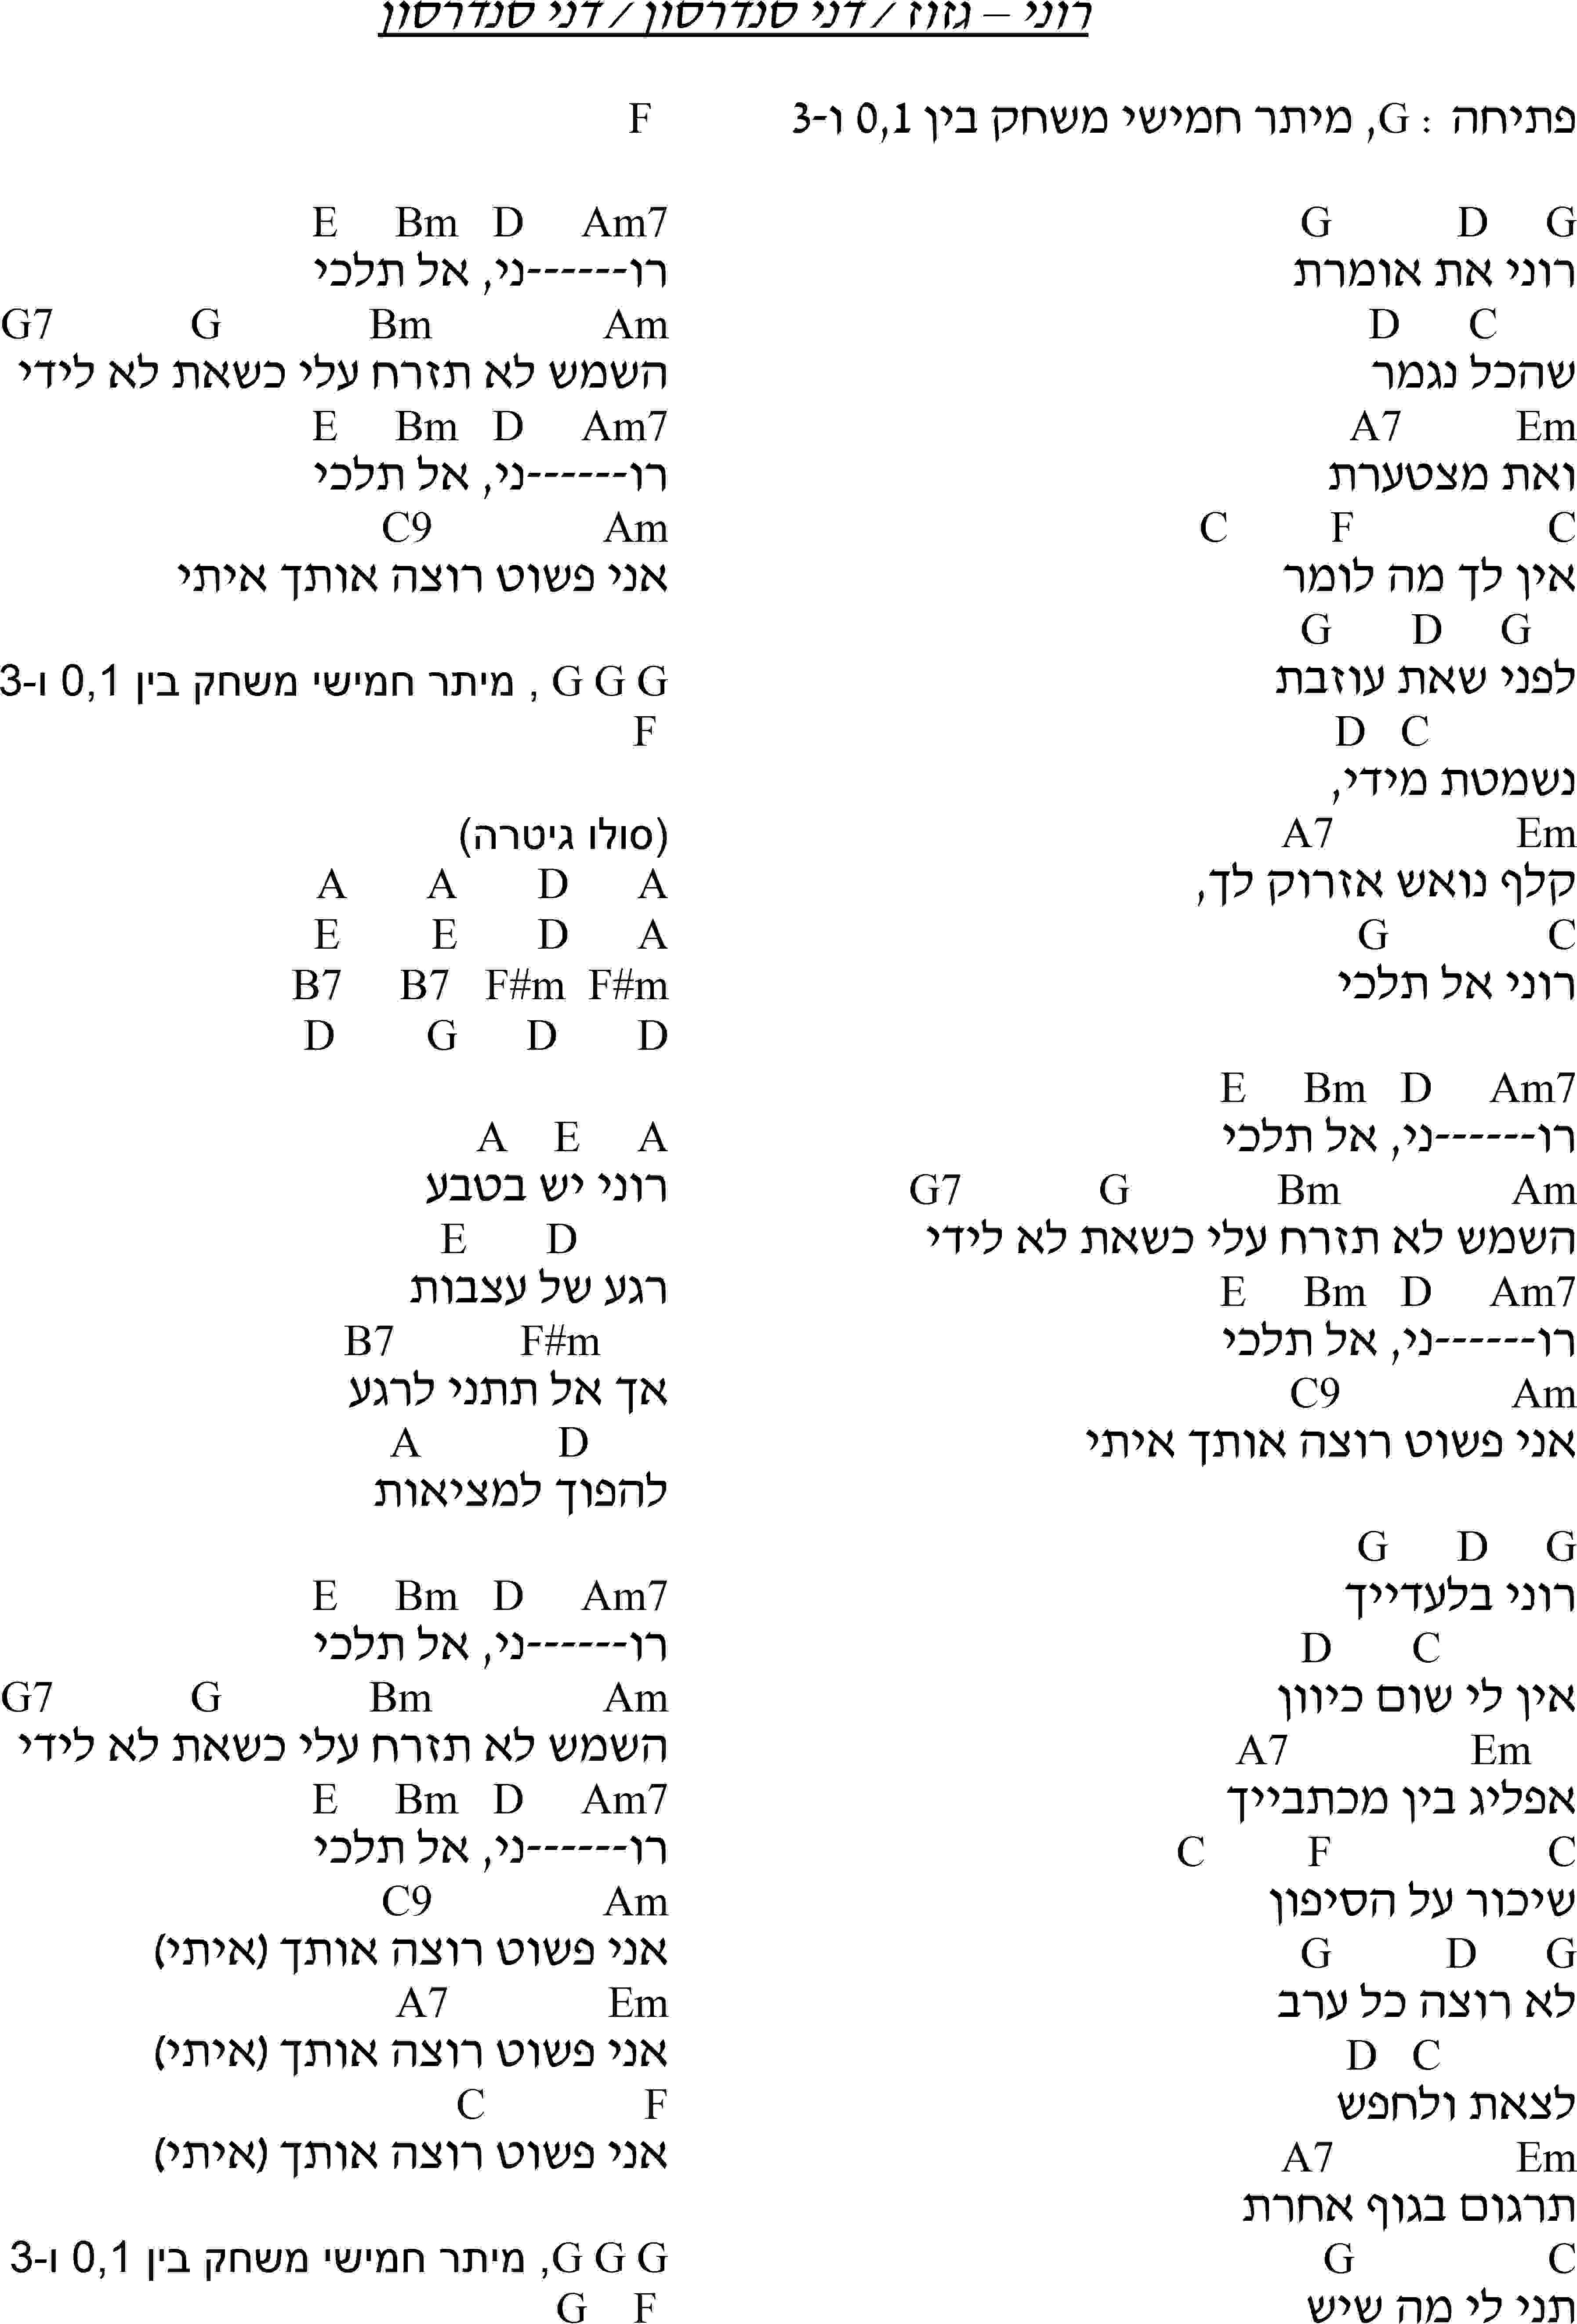 רוני – גזוז / דני סנדרסון / דני סנדרסון
פתיחה : G, מיתר חמישי משחק בין 0,1 ו-3
G D G
רוני את אומרת
C D
שהכל נגמר
Em A7
ואת מצטערת
C F C
אין לך מה לומר
G D G
לפני שאת עוזבת
C D
נשמטת מידי,
Em A7
קלף נואש אזרוק לך,
C G
רוני אל תלכי
Am7 D Bm E
רו------ני, אל תלכי
Am Bm G G7
השמש לא תזרח עלי כשאת לא לידי
Am7 D Bm E
רו------ני, אל תלכי
Am C9
אני פשוט רוצה אותך איתי
G D G
רוני בלעדייך
C D
אין לי שום כיוון
Em A7
אפליג בין מכתבייך
C F C
שיכור על הסיפון
G D G
לא רוצה כל ערב
C D
לצאת ולחפש
Em A7
תרגום בגוף אחרת
C G
תני לי מה שיש
F
Am7 D Bm E
רו------ני, אל תלכי
Am Bm G G7
השמש לא תזרח עלי כשאת לא לידי
Am7 D Bm E
רו------ני, אל תלכי
Am C9
אני פשוט רוצה אותך איתי
G G G , מיתר חמישי משחק בין 0,1 ו-3
F
(סולו גיטרה)
A D A A
A D E E
F#m F#m B7 B7
D D G D
A E A
רוני יש בטבע
D E
רגע של עצבות
F#m B7
אך אל תתני לרגע
D A
להפוך למציאות
Am7 D Bm E
רו------ני, אל תלכי
Am Bm G G7
השמש לא תזרח עלי כשאת לא לידי
Am7 D Bm E
רו------ני, אל תלכי
Am C9
אני פשוט רוצה אותך (איתי)
Em A7
אני פשוט רוצה אותך (איתי)
F C
אני פשוט רוצה אותך (איתי)
G G G, מיתר חמישי משחק בין 0,1 ו-3
F G